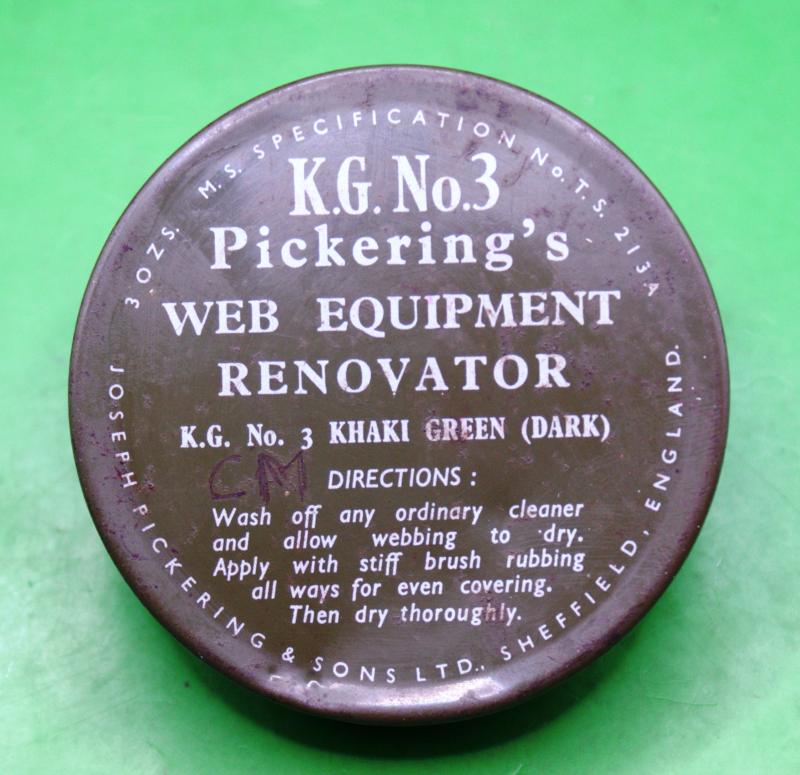 3 OZS. M. S. SPECIFICATION No. T. S. 213A
K.G. No.3
Pickering's
WEB EQUIPMENT
RENOVATOR
K.G. No. 3 KHAKI GREEN (DARK)
CM
DIRECTIONS :
Wash off any ordinary cleaner
and allow webbing to dry.
Apply with stiff brush rubbing
all ways for even covering.
Then dry thoroughly.
JOSEPH PICKERING & SONS LTD., SHEFFIELD, ENGLAND.